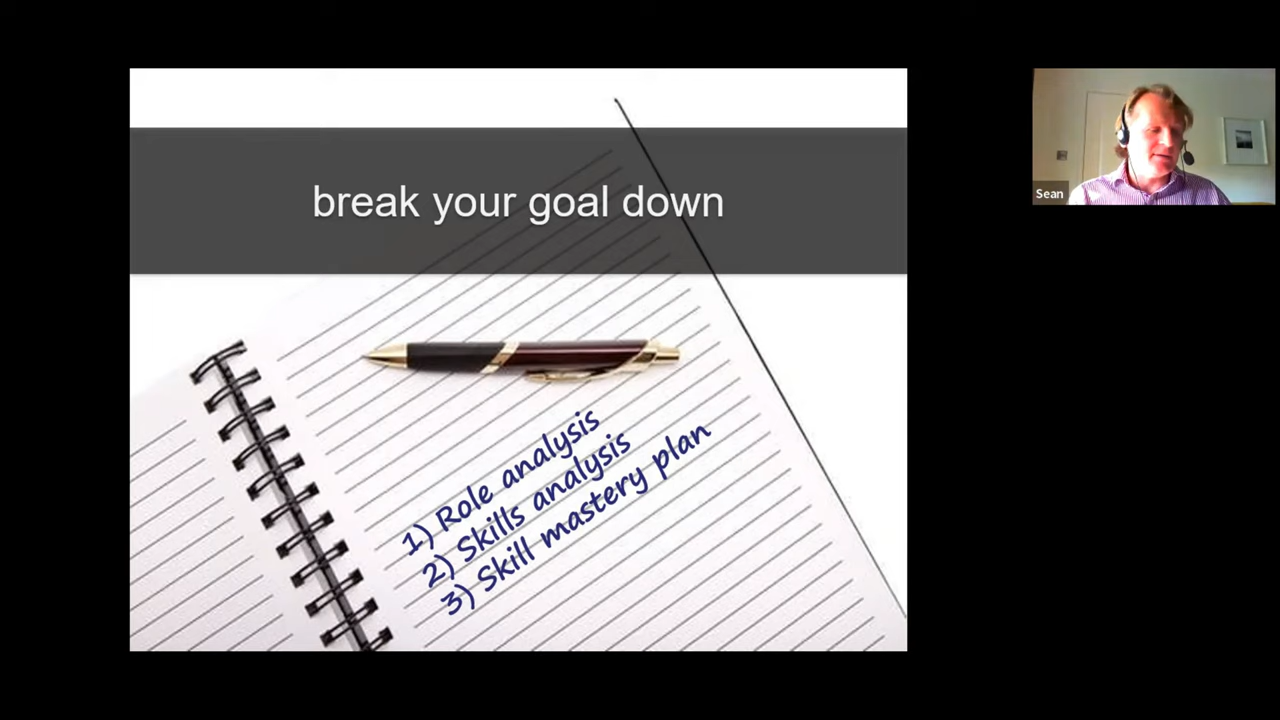 break your goal down
1) Role analysis
2) Skills analysis
3) Skill mastery plan
Sean